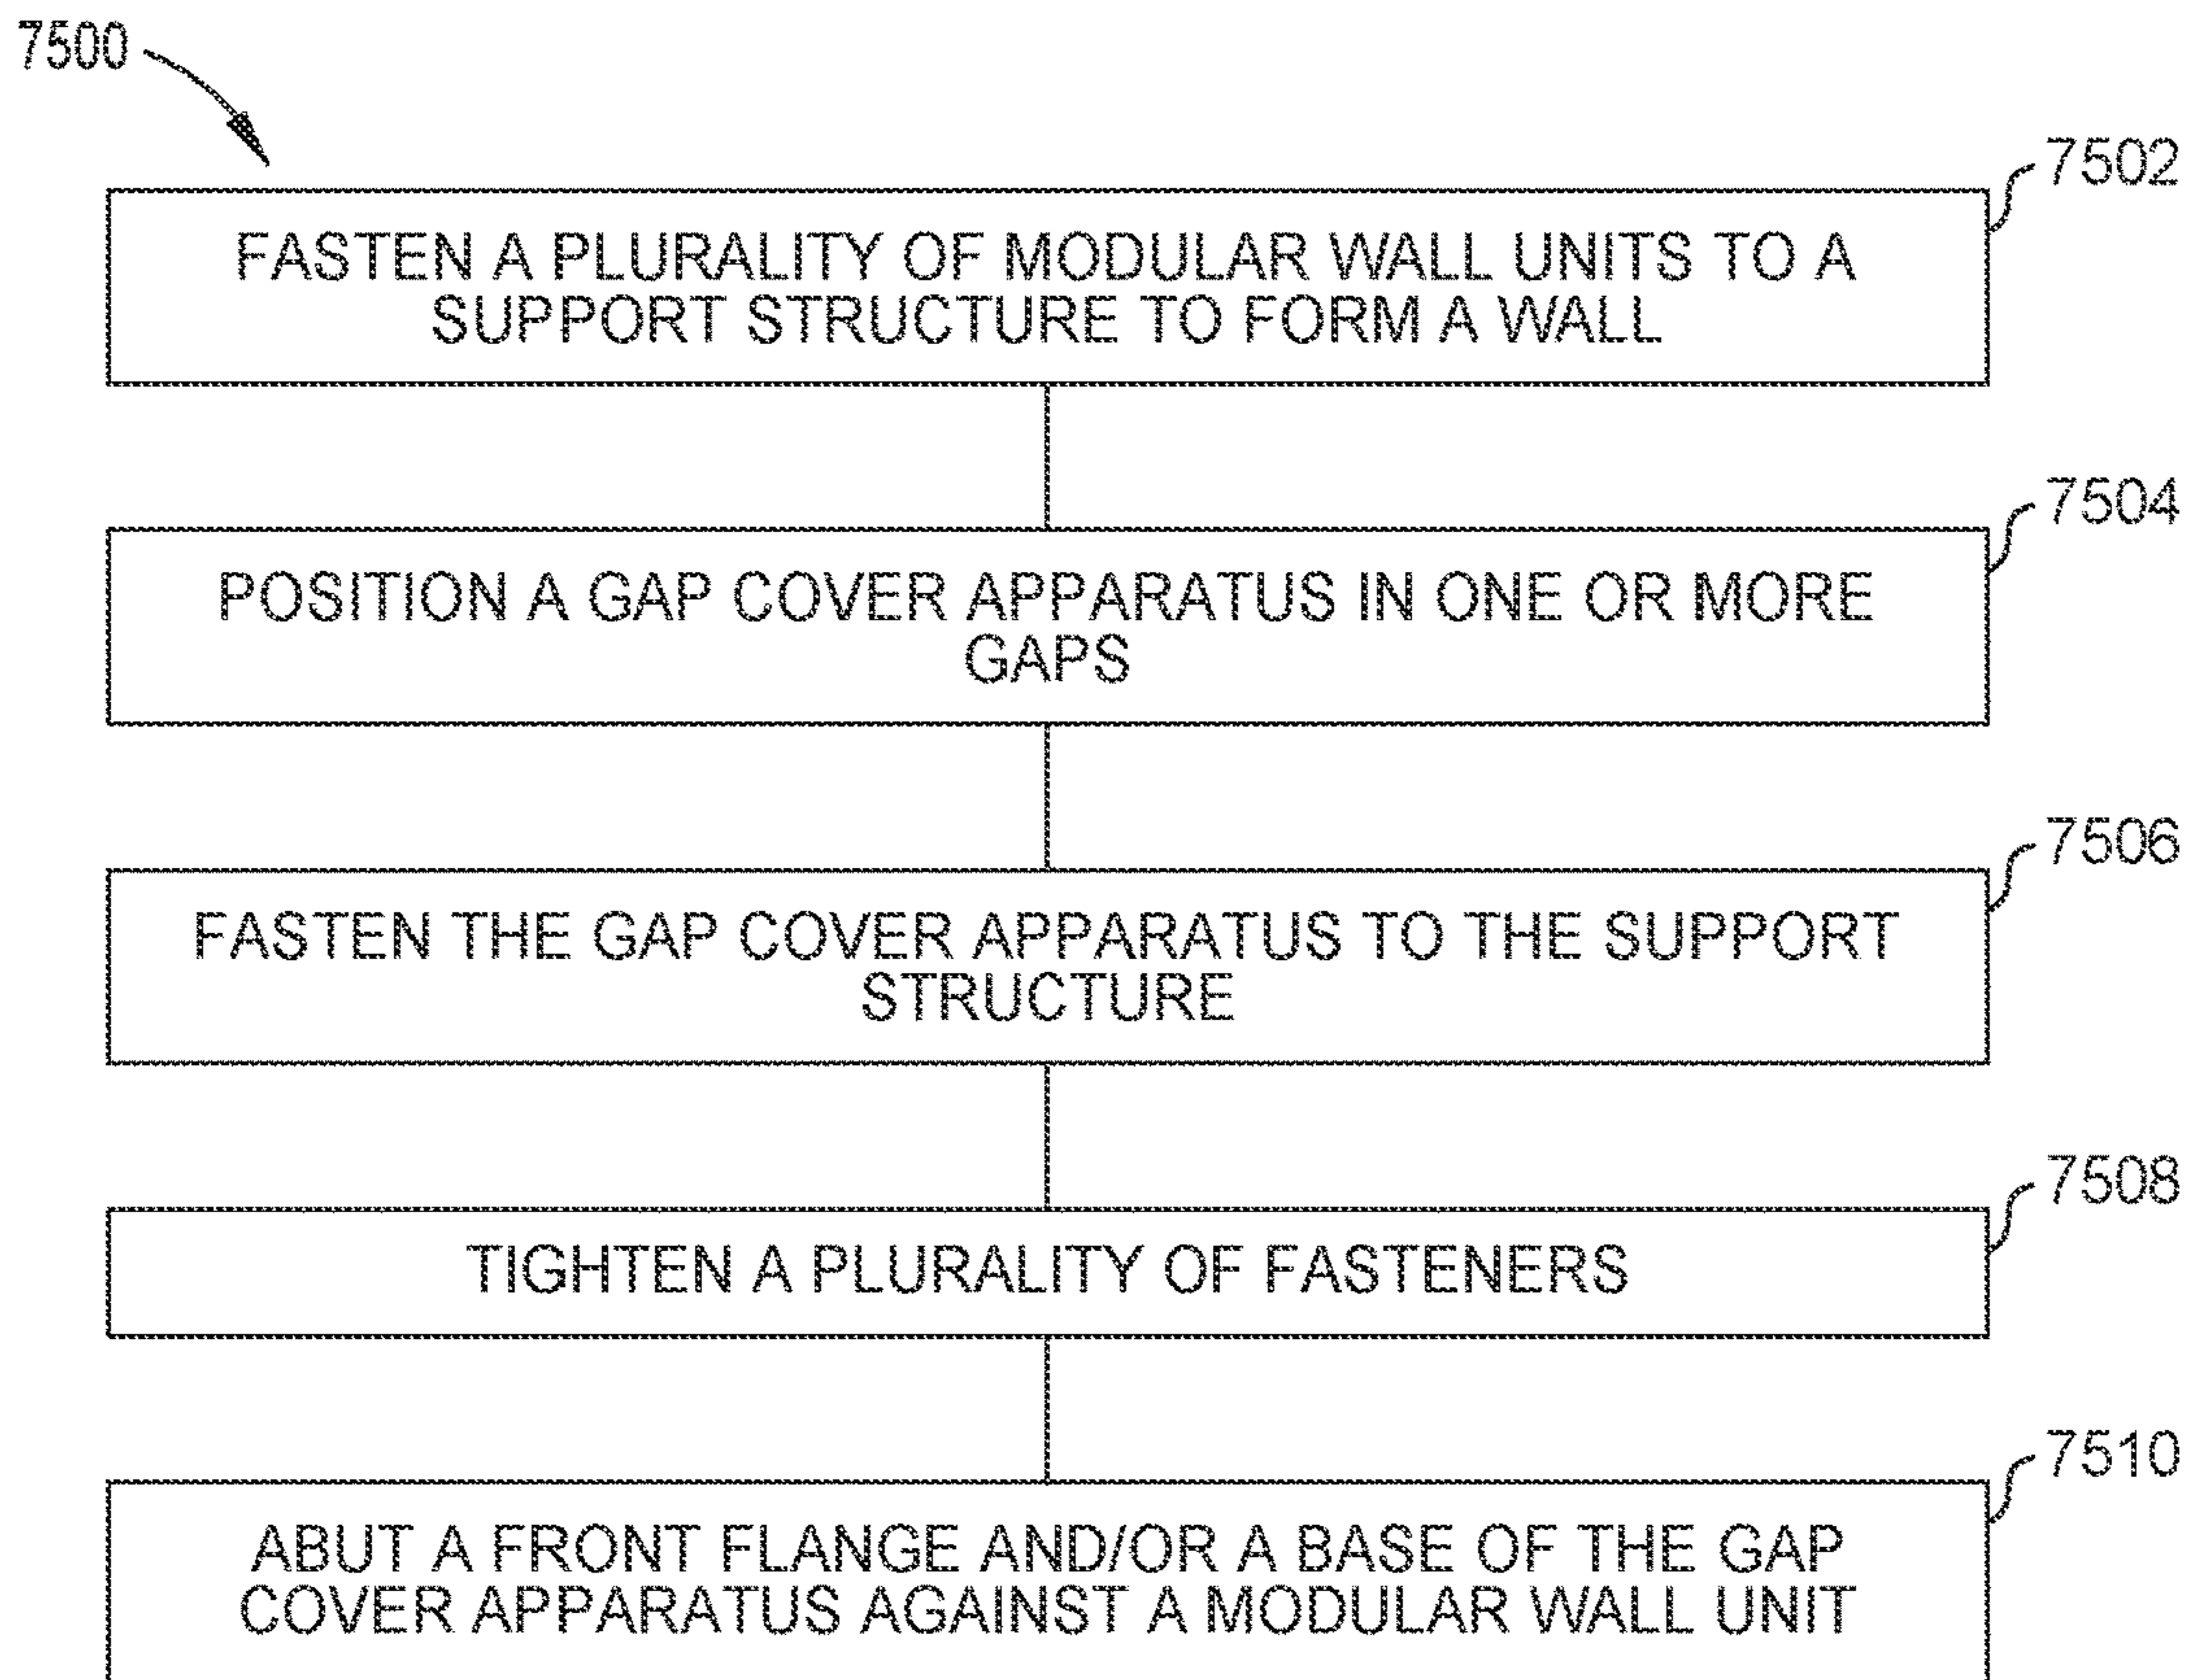 7500
7502
FASTEN A PLURALITY OF MODULAR WALL UNITS TO A
SUPPORT STRUCTURE TO FORM A WALL
7504
POSITION A GAP COVER APPARATUS IN ONE OR MORE
GAPS
7506
FASTEN THE GAP COVER APPARATUS TO THE SUPPORT
STRUCTURE
7508
TIGHTEN A PLURALITY OF FASTENERS
7510
ABUT A FRONT FLANGE AND/OR A BASE OF THE GAP
COVER APPARATUS AGAINST A MODULAR WALL UNIT